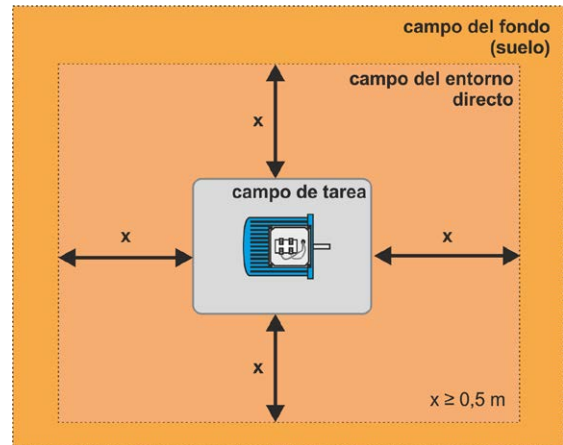 campo del fondo
(suelo)
campo del entorno
directo
x
campo de tarea
x
x
x
x ≥ 0,5 m